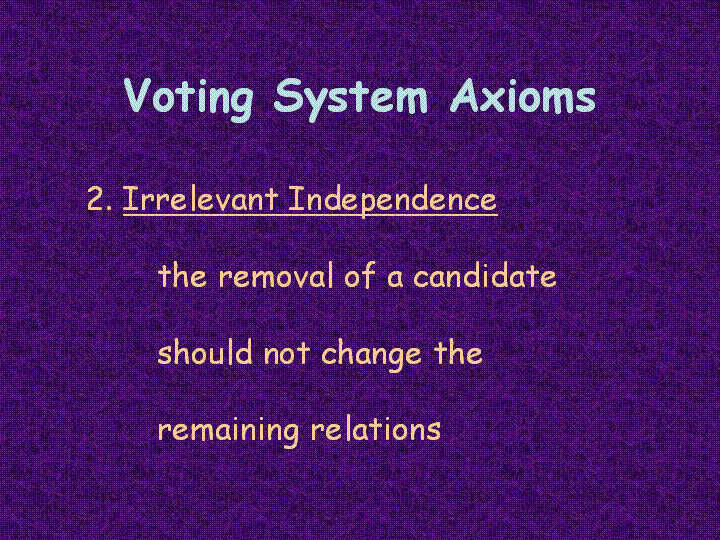 Voting System Axioms
2. Irrelevant Independence
the removal of a candidate
should not change the
remaining relations